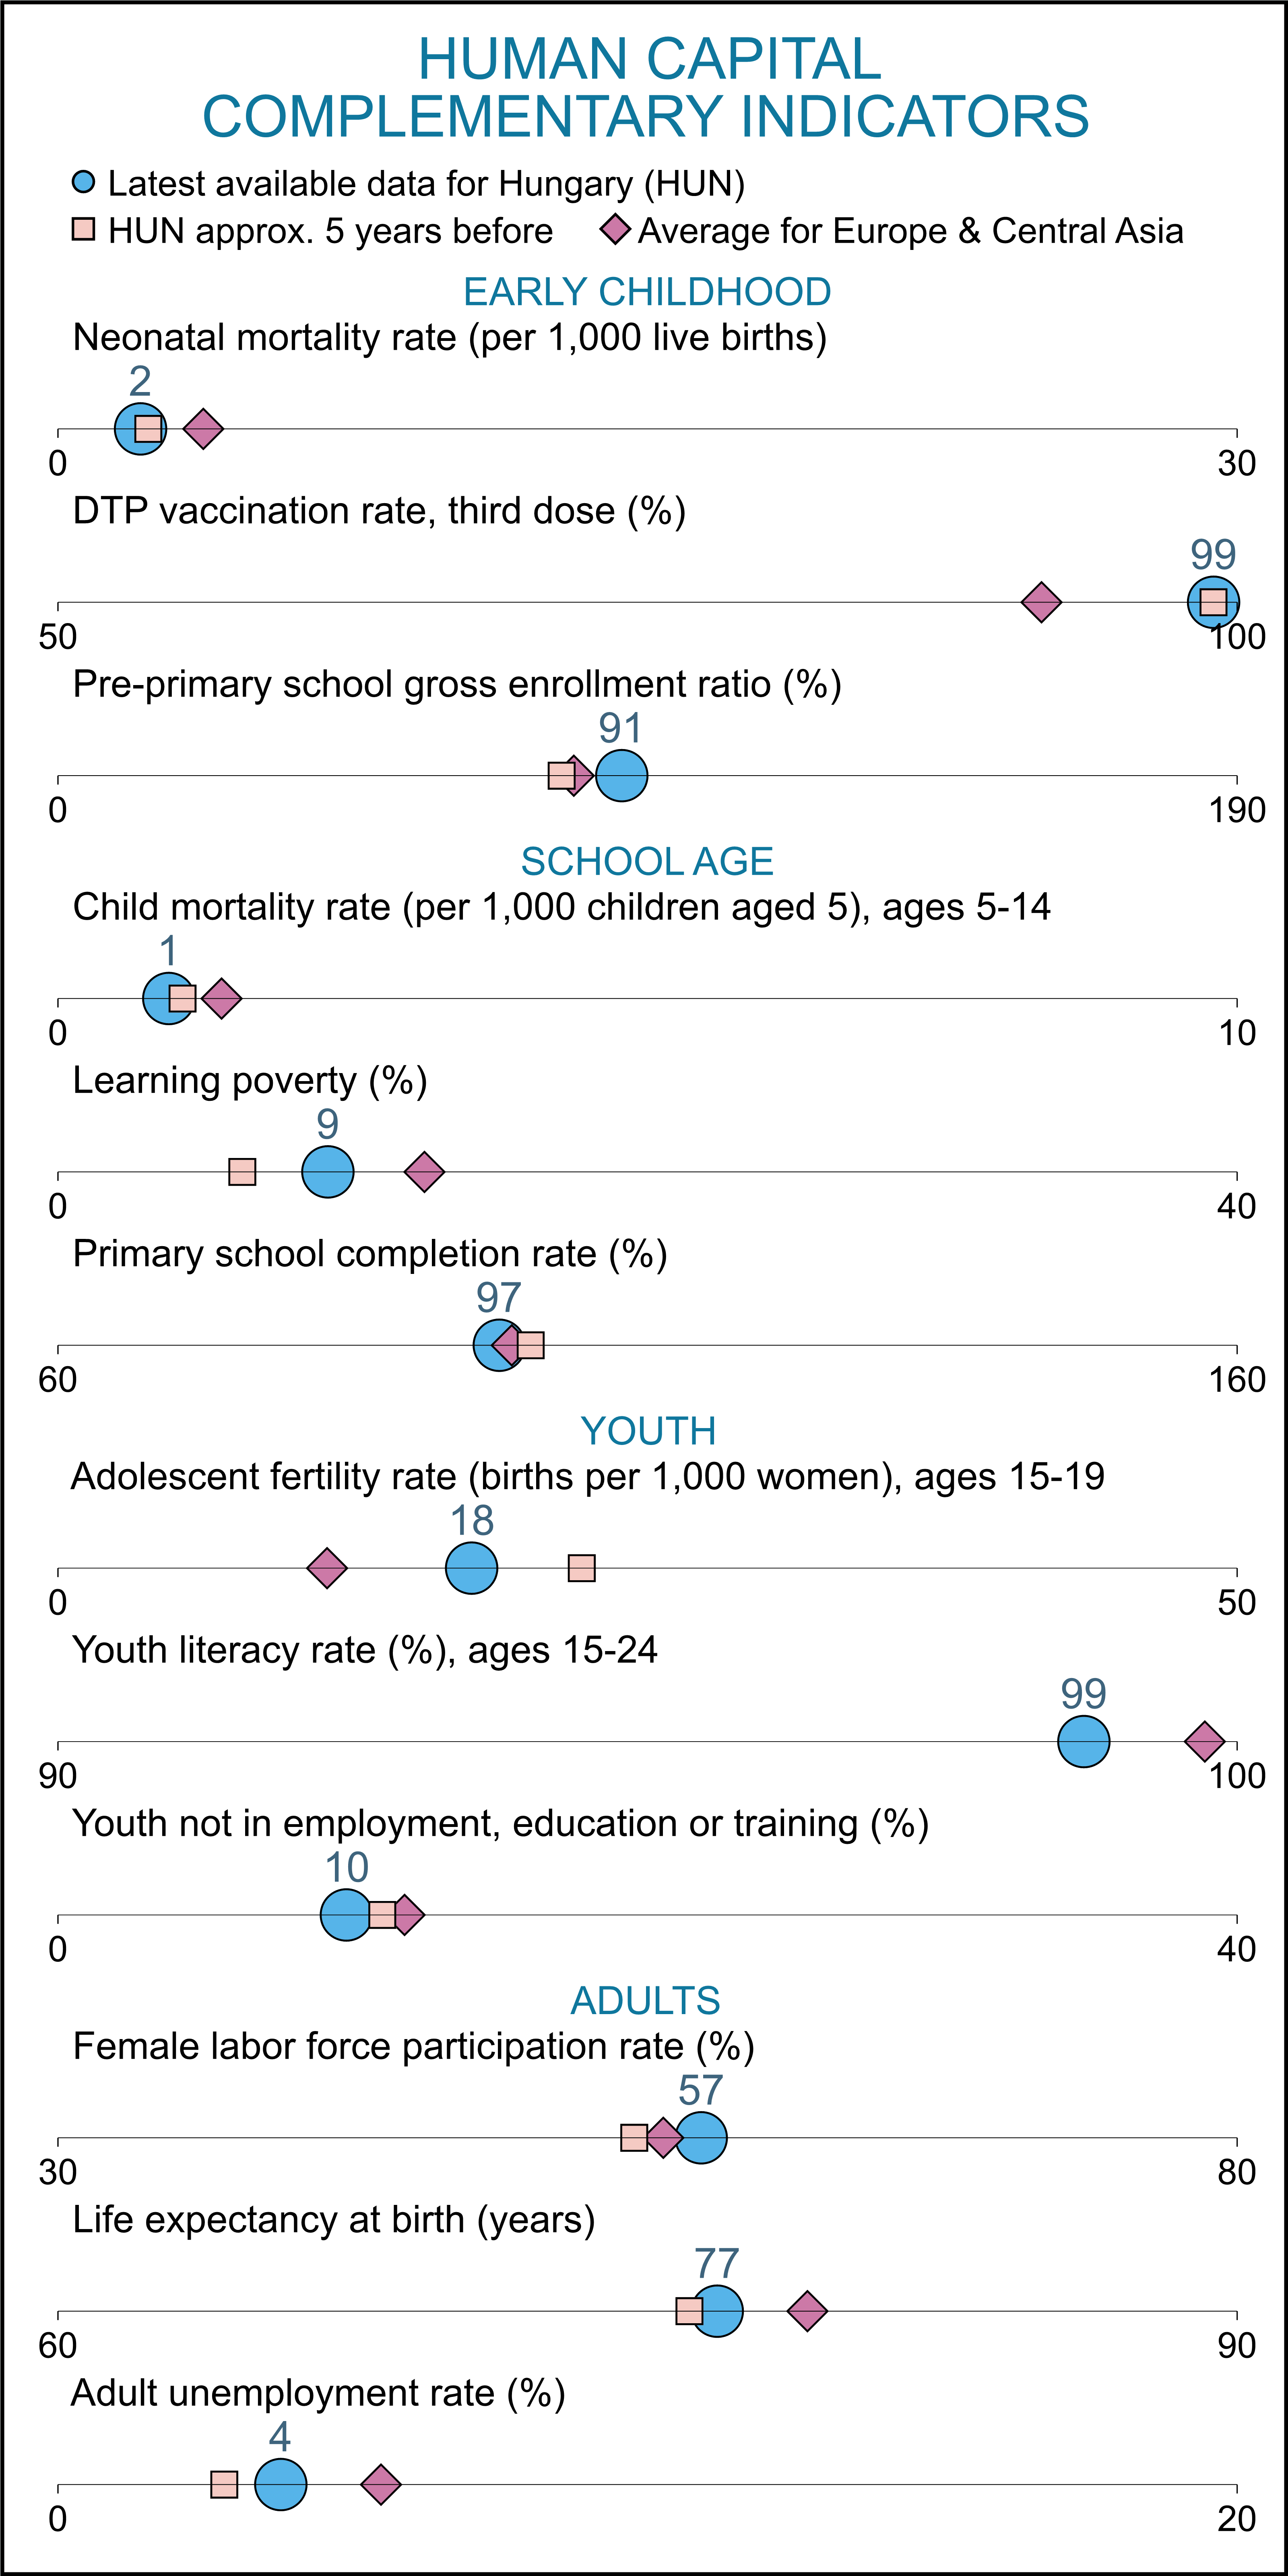 HUMAN CAPITAL
COMPLEMENTARY INDICATORS
Latest available data for Hungary (HUN)
HUN approx. 5 years before Average for Europe & Central Asia
EARLY CHILDHOOD
Neonatal mortality rate (per 1,000 live births)
2
0 30
DTP vaccination rate, third dose (%)
99
50 100
Pre-primary school gross enrollment ratio (%)
91
0 190
SCHOOL AGE
Child mortality rate (per 1,000 children aged 5), ages 5-14
1
0 10
Learning poverty (%)
9
0 40
Primary school completion rate (%)
97
60 160
YOUTH
Adolescent fertility rate (births per 1,000 women), ages 15-19
18
0 50
Youth literacy rate (%), ages 15-24
99
90 100
Youth not in employment, education or training (%)
10
0 40
ADULTS
Female labor force participation rate (%)
57
30 80
Life expectancy at birth (years)
77
60 90
Adult unemployment rate (%)
4
0 20